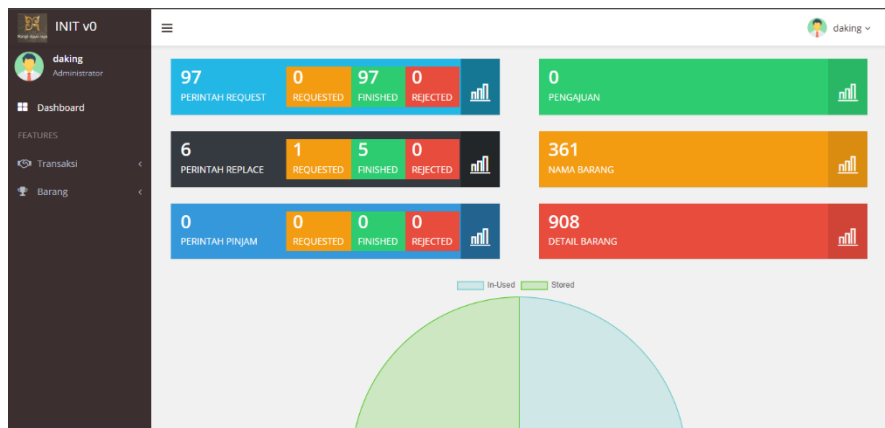 INIT v0
daking
daking
Administrator
Dashboard
FEATURES
Transaksi
Barang
97
PERINTAH REQUEST
0
REQUESTED
97
FINISHED
0
REJECTED
0
PENGAJUAN
6
PERINTAH REPLACE
1
REQUESTED
5
FINISHED
0
REJECTED
361
NAMA BARANG
0
PERINTAH PINJAM
0
REQUESTED
0
FINISHED
0
REJECTED
908
DETAIL BARANG
In-Used
Stored